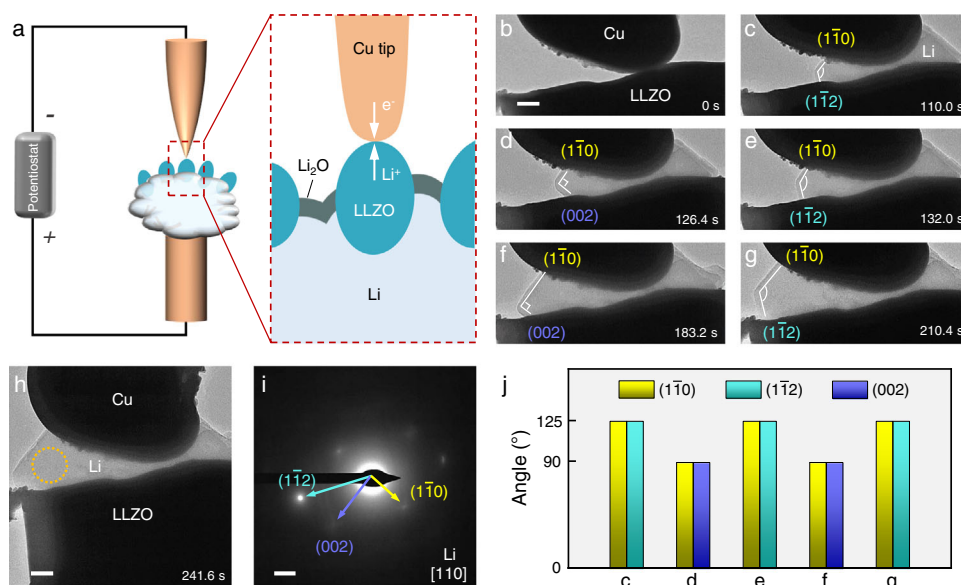 a
-
Potentiostat
+
Cu tip
e⁻
Li₂O
Li⁺
LLZO
Li
b
Cu
LLZO
0 s
c
(11̄0)
Li
(11̄2)
110.0 s
d
(11̄0)
(002)
126.4 s
e
(11̄0)
(11̄2)
132.0 s
f
(11̄0)
(002)
183.2 s
g
(11̄0)
(11̄2)
210.4 s
h
Cu
Li
LLZO
241.6 s
i
(11̄2)
(11̄0)
(002)
Li
[110]
j
(11̄0) (11̄2) (002)
Angle (°)
125
90
0
c d e f g